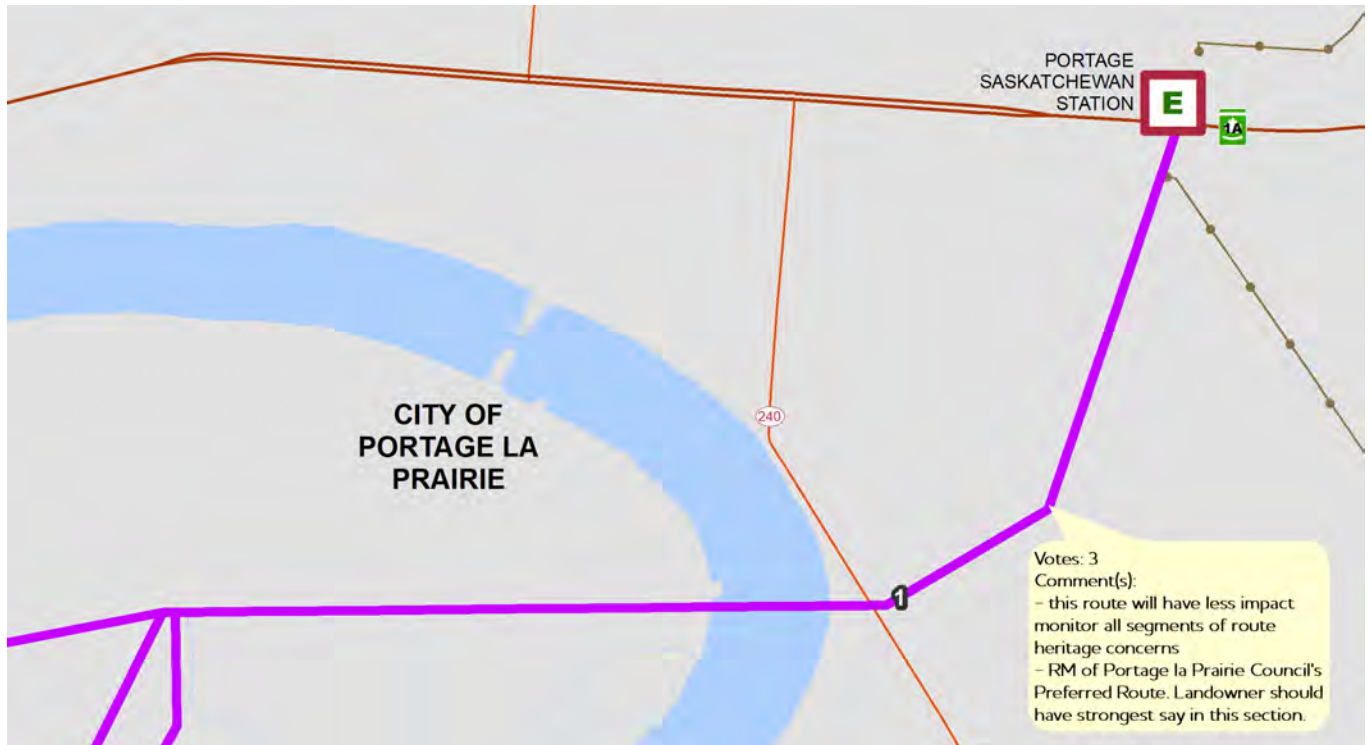 PORTAGE
SASKATCHEWAN
STATION
E
1A
240
CITY OF
PORTAGE LA
PRAIRIE
1
Votes: 3
Comment(s):
- this route will have less impact
monitor all segments of route
heritage concerns
- RM of Portage la Prairie Council's
Preferred Route. Landowner should
have strongest say in this section.